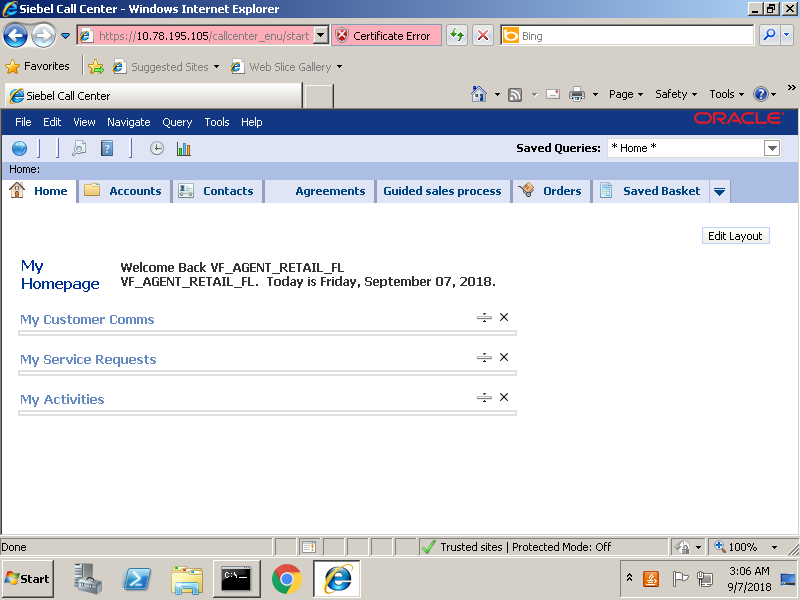 Siebel Call Center - Windows Internet Explorer
https://10.78.195.105/callcenter_enu/start
Certificate Error
Bing
Favorites
Suggested Sites
Web Slice Gallery
Siebel Call Center
Page
Safety
Tools
»
File Edit View Navigate Query Tools Help
ORACLE
Saved Queries: * Home *
Home:
Home Accounts Contacts Agreements Guided sales process Orders Saved Basket
Edit Layout
My
Homepage
Welcome Back VF_AGENT_RETAIL_FL
VF_AGENT_RETAIL_FL. Today is Friday, September 07, 2018.
My Customer Comms
My Service Requests
My Activities
Done
Trusted sites | Protected Mode: Off
100%
Start
C:\.
3:06 AM
9/7/2018